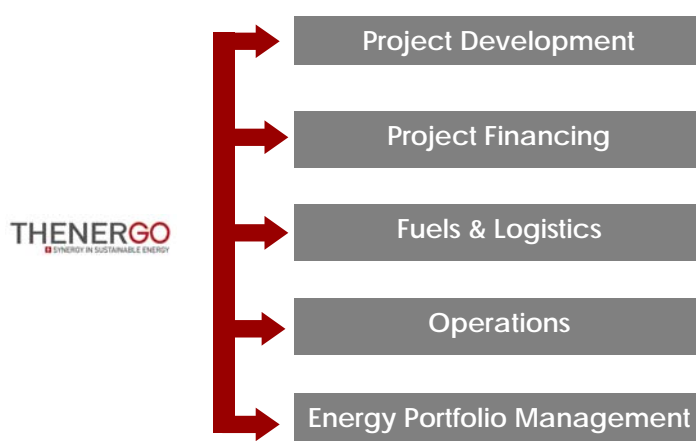 Project Development
Project Financing
THENERGO
SYNERGY IN SUSTAINABLE ENERGY
Fuels & Logistics
Operations
Energy Portfolio Management